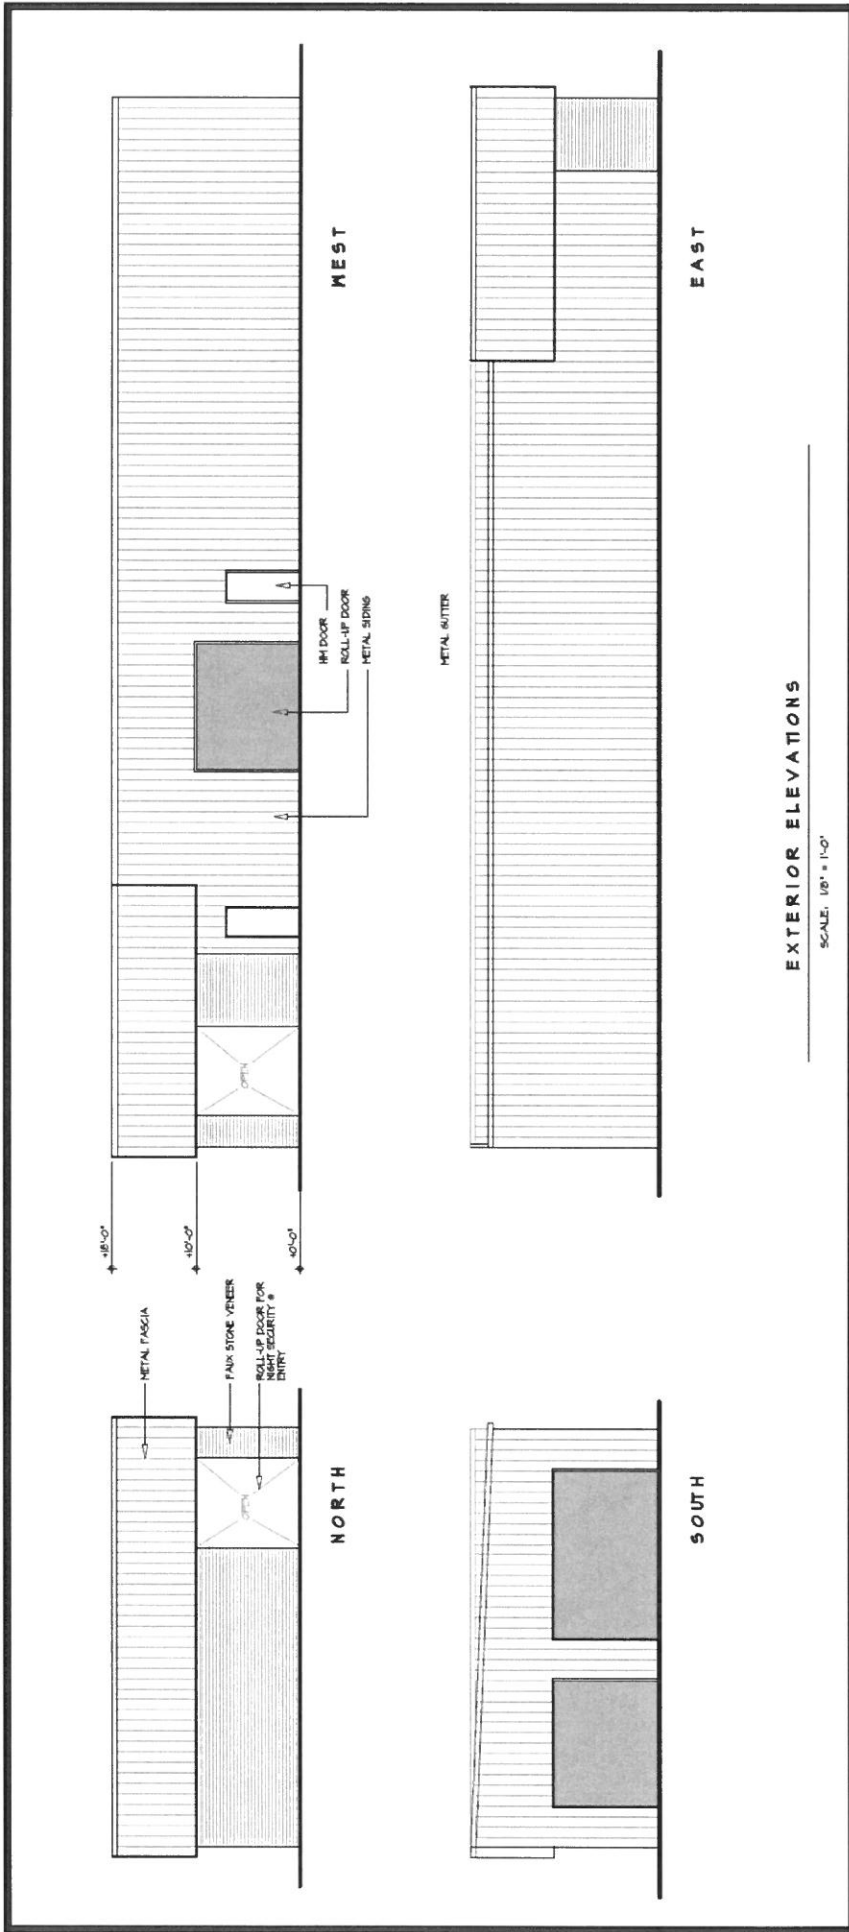 METAL FASCIA
FAUX STONE VENEER
ROLL-UP DOOR FOR
NIGHT SECURITY @
ENTRY
OPEN
NORTH
+18'-0"
+10'-0"
+0'-0"
OPEN
HM DOOR
ROLL-UP DOOR
METAL SIDING
WEST
SOUTH
METAL GUTTER
EAST
EXTERIOR ELEVATIONS
SCALE: 1/8" = 1'-0"